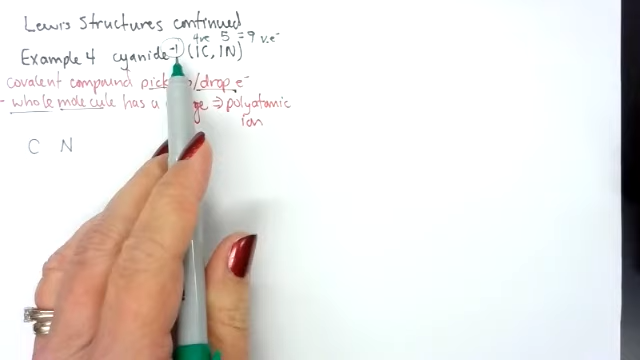 Lewis Structures continued
4ve 5 = 9 v.e⁻
Example 4 cyanide⁻¹ (1C, 1N)
covalent compound pick /drop e⁻
- whole molecule has a ⇒ polyatomic
ion
C N